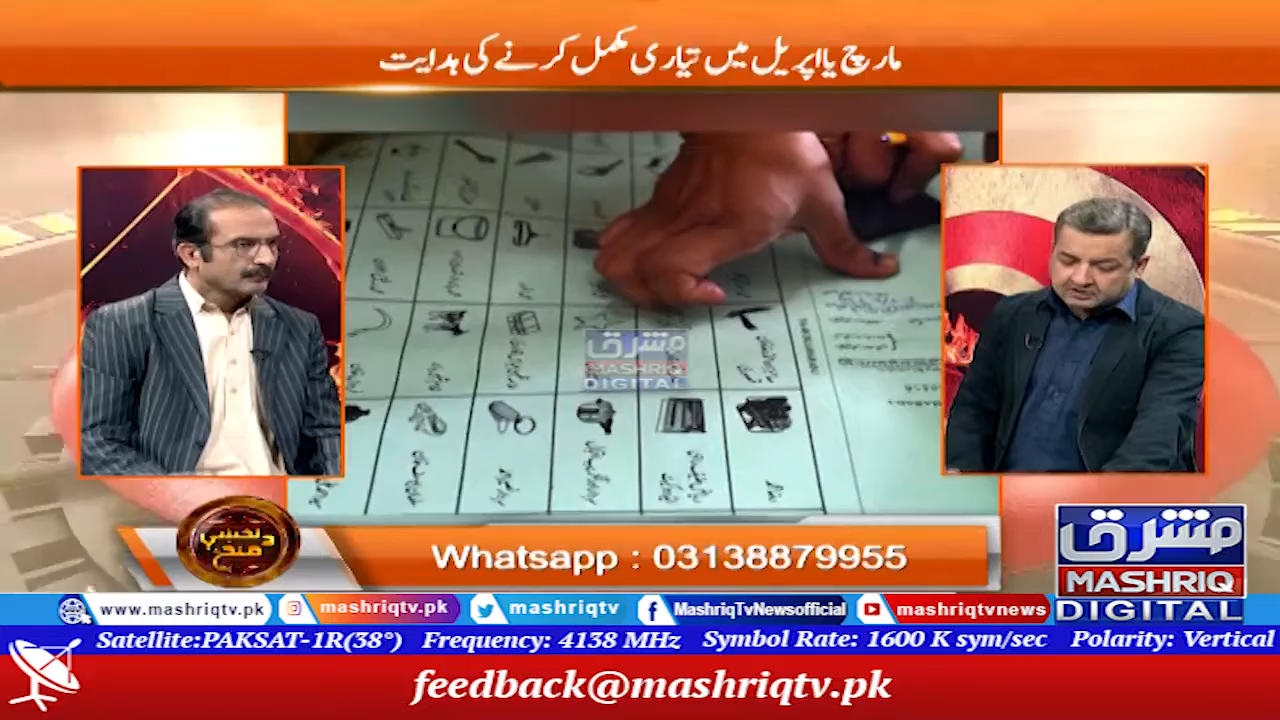 مارچ یا اپریل میں تیاری مکمل کرنے کی ہدایت
مشرق
MASHRIQ
DIGITAL
Whatsapp : 03138879955
مشرق
MASHRIQ
DIGITAL
www.mashriqtv.pk
mashriqtv.pk
mashriqtv
MashriqTvNewsofficial
mashriqtvnews
Satellite:PAKSAT-1R(38°) Frequency: 4138 MHz Symbol Rate: 1600 K sym/sec Polarity: Vertical
feedback@mashriqtv.pk